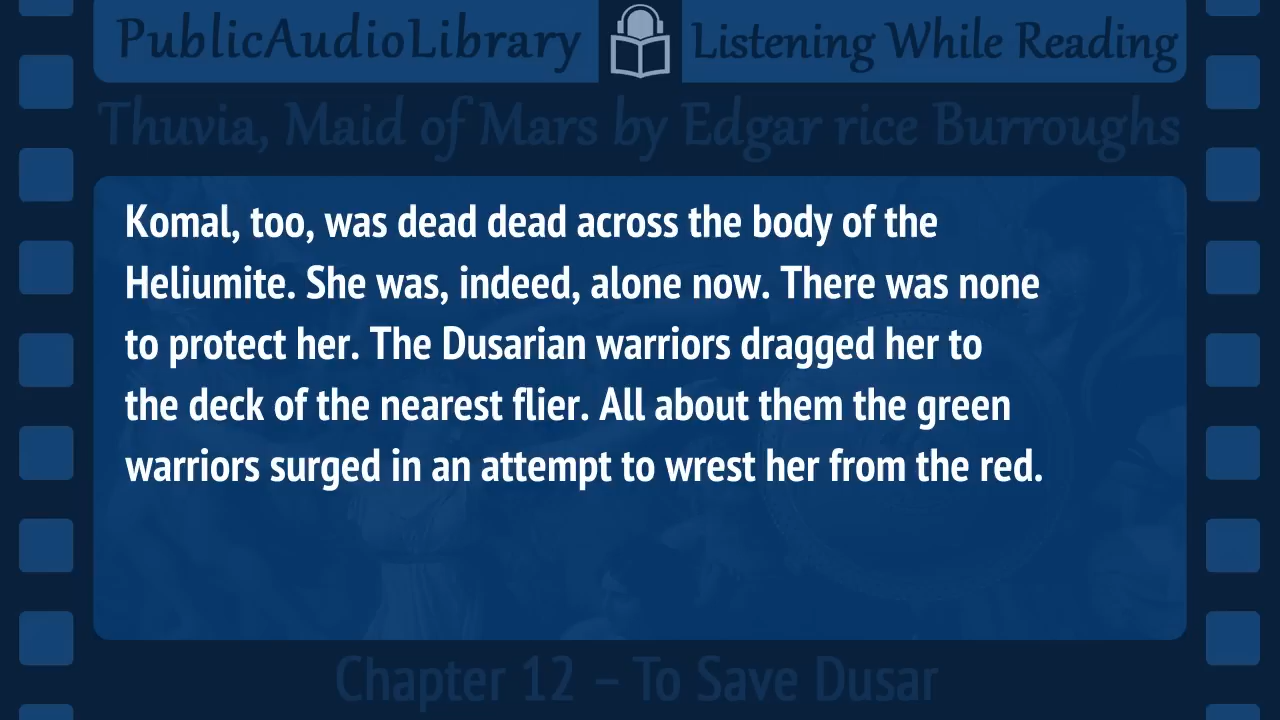 PublicAudioLibrary Listening While Reading
Thuvia, Maid of Mars by Edgar rice Burroughs
Komal, too, was dead dead across the body of the
Heliumite. She was, indeed, alone now. There was none
to protect her. The Dusarian warriors dragged her to
the deck of the nearest flier. All about them the green
warriors surged in an attempt to wrest her from the red.
Chapter 12 – To Save Dusar